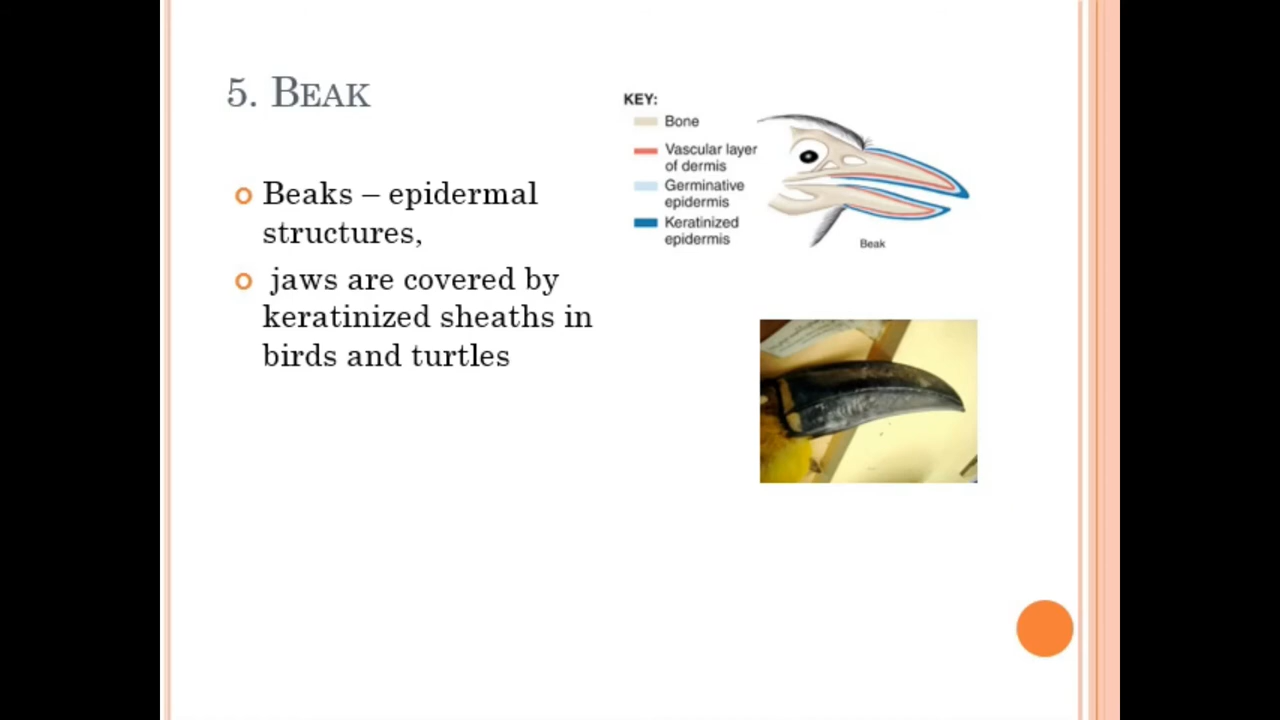 5. BEAK
Beaks – epidermal
structures,
jaws are covered by
keratinized sheaths in
birds and turtles
KEY:
Bone
Vascular layer
of dermis
Germinative
epidermis
Keratinized
epidermis
Beak